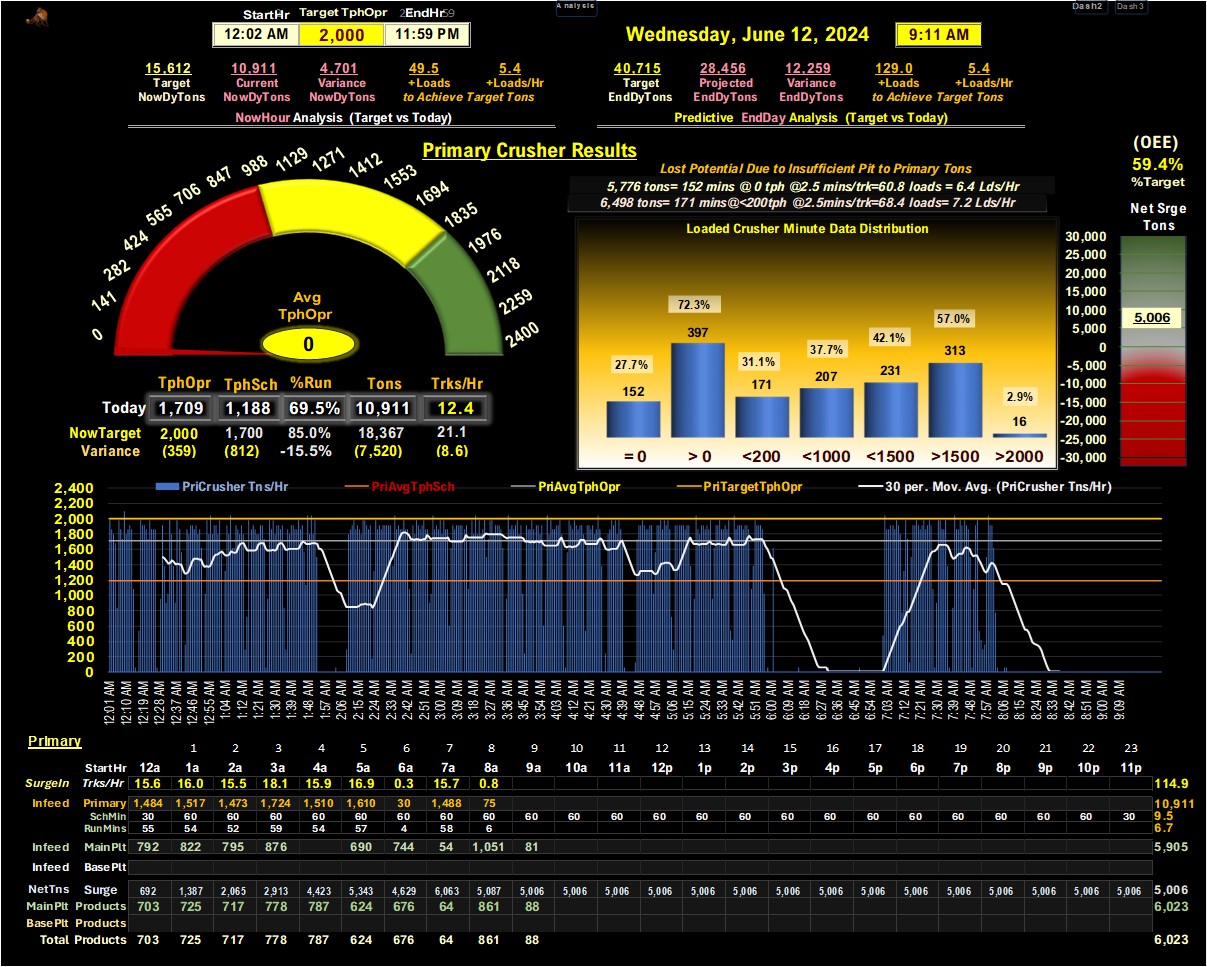 Analysis
Dash2 Dash3
StartHr Target TphOpr EndHr
12:02 AM 2,000 11:59 PM
Wednesday, June 12, 2024 9:11 AM
15,612 10,911 4,701 49.5 5.4
Target Current Variance +Loads +Loads/Hr
NowDyTons NowDyTons NowDyTons to Achieve Target Tons
NowHour Analysis (Target vs Today)
40,715 28,456 12,259 129.0 5.4
Target Projected Variance +Loads +Loads/Hr
EndDyTons EndDyTons EndDyTons to Achieve Target Tons
Predictive EndDay Analysis (Target vs Today)
Primary Crusher Results
0 141 282 424 565 706 847 988 1129 1271 1412 1553 1694 1835 1976 2118 2259 2400
Avg
TphOpr
0
TphOpr TphSch %Run Tons Trks/Hr
Today 1,709 1,188 69.5% 10,911 12.4
NowTarget 2,000 1,700 85.0% 18,367 21.1
Variance (359) (812) -15.5% (7,520) (8.6)
Lost Potential Due to Insufficient Pit to Primary Tons
5,776 tons= 152 mins @ 0 tph @2.5 mins/trk=60.8 loads = 6.4 Lds/Hr
6,498 tons= 171 mins@<200tph @2.5mins/trk=68.4 loads= 7.2 Lds/Hr
Loaded Crusher Minute Data Distribution
27.7% 72.3% 31.1% 37.7% 42.1% 57.0% 2.9%
152 397 171 207 231 313 16
= 0 > 0 <200 <1000 <1500 >1500 >2000
(OEE)
59.4%
%Target
Net Srge
Tons
30,000
25,000
20,000
15,000
10,000
5,000
0
-5,000
-10,000
-15,000
-20,000
-25,000
-30,000
5,006
PriCrusher Tns/Hr PriAvgTphSch PriAvgTphOpr PriTargetTphOpr 30 per. Mov. Avg. (PriCrusher Tns/Hr)
2,400
2,200
2,000
1,800
1,600
1,400
1,200
1,000
800
600
400
200
0
12:01 AM 12:10 AM 12:19 AM 12:28 AM 12:37 AM 12:46 AM 12:55 AM 1:04 AM 1:12 AM 1:21 AM 1:30 AM 1:39 AM 1:48 AM 1:57 AM 2:06 AM 2:15 AM 2:24 AM 2:33 AM 2:42 AM 2:51 AM 3:00 AM 3:09 AM 3:18 AM 3:27 AM 3:36 AM 3:45 AM 3:54 AM 4:03 AM 4:12 AM 4:21 AM 4:30 AM 4:39 AM 4:48 AM 4:57 AM 5:06 AM 5:15 AM 5:24 AM 5:33 AM 5:42 AM 5:51 AM 6:00 AM 6:09 AM 6:18 AM 6:27 AM 6:36 AM 6:45 AM 6:54 AM 7:03 AM 7:12 AM 7:21 AM 7:30 AM 7:39 AM 7:48 AM 7:57 AM 8:06 AM 8:15 AM 8:24 AM 8:33 AM 8:42 AM 8:51 AM 9:00 AM 9:09 AM
Primary
1 2 3 4 5 6 7 8 9 10 11 12 13 14 15 16 17 18 19 20 21 22 23
StartHr 12a 1a 2a 3a 4a 5a 6a 7a 8a 9a 10a 11a 12p 1p 2p 3p 4p 5p 6p 7p 8p 9p 10p 11p
SurgeIn Trks/Hr 15.6 16.0 15.5 18.1 15.9 16.9 0.3 15.7 0.8 114.9
Infeed Primary 1,484 1,517 1,473 1,724 1,510 1,610 30 1,488 75 10,911
SchMin 30 60 60 60 60 60 60 60 60 60 60 60 60 60 60 60 60 60 60 60 60 60 60 30 9.5
RunMins 55 54 52 59 54 57 4 58 6 6.7
Infeed MainPlt 792 822 795 876 690 744 54 1,051 81 5,905
Infeed BasePlt
NetTns Surge 692 1,387 2,065 2,913 4,423 5,343 4,629 6,063 5,087 5,006 5,006 5,006 5,006 5,006 5,006 5,006 5,006 5,006 5,006 5,006 5,006 5,006 5,006 5,006 5,006
MainPlt Products 703 725 717 778 787 624 676 64 861 88 6,023
BasePlt Products
Total Products 703 725 717 778 787 624 676 64 861 88 6,023